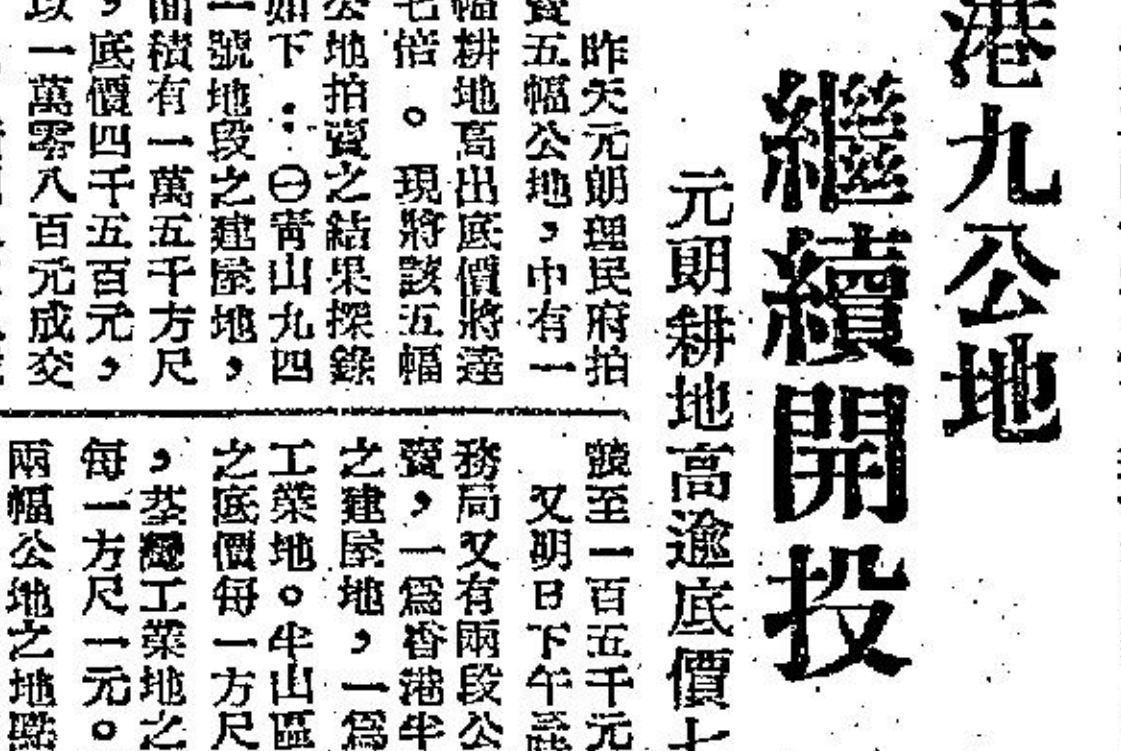 港九公地
繼續開投
元朗耕地高逾底價七
昨天元朗理民府拍
賣五幅公地，中有一
幅耕地高出底價將達
七倍。現將該五幅
公地拍賣之結果探錄
如下：㊀青山九四
一號地段之建屋地，
面積有一萬五千方尺
，底價四千五百元，
以一萬零八百元成交
競至一百五千元
又明日下午
務局又有兩段公
賣，一爲香港半
之建屋地，一爲
工業地。半山區
之底價每一方尺
，荃灣工業地之
每一方尺一元。
兩幅公地之地點